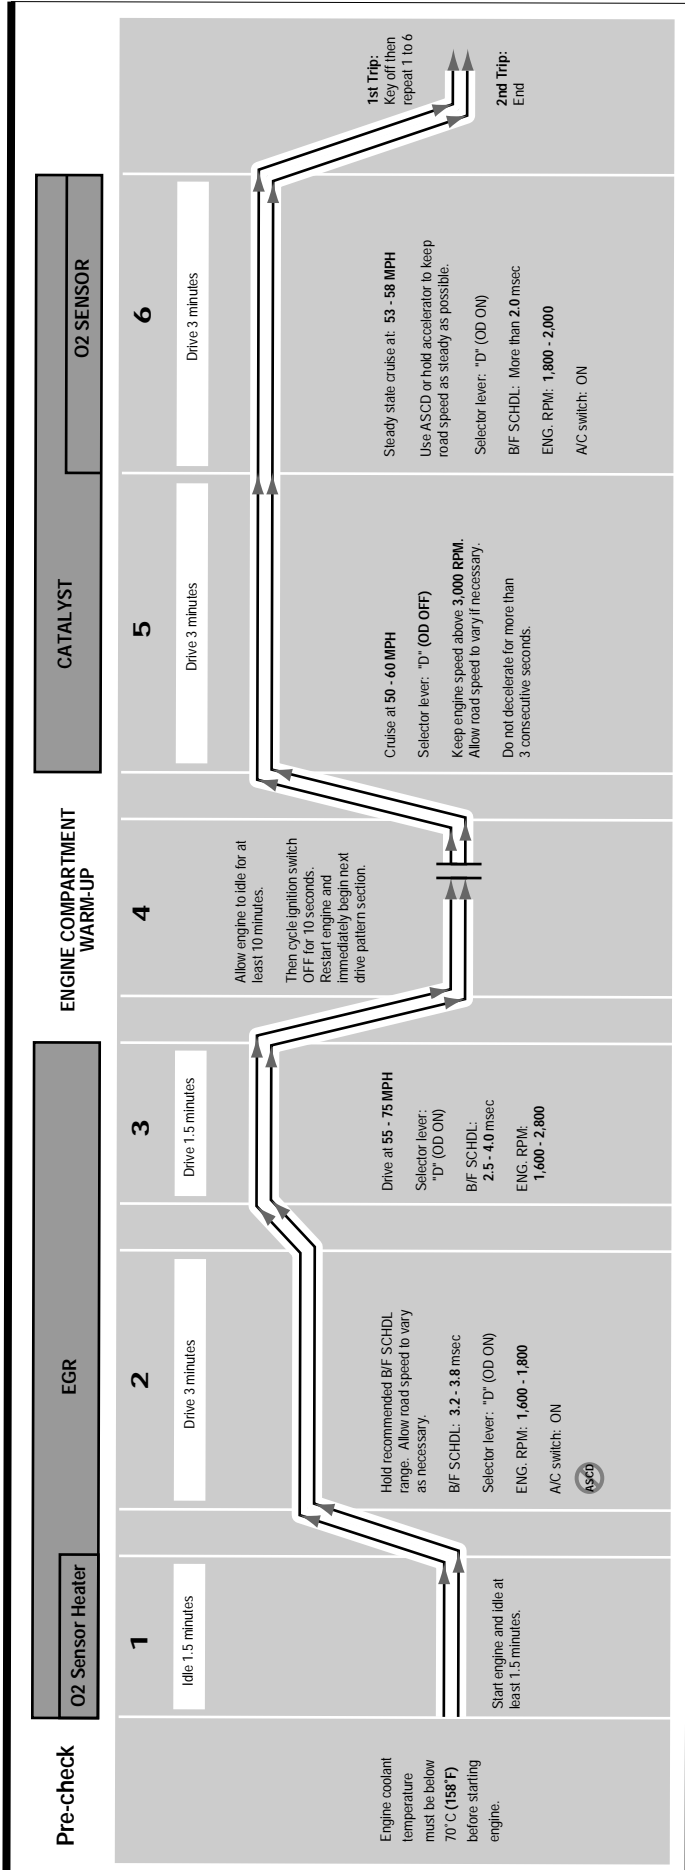 Pre-check
O2 Sensor Heater
EGR
ENGINE COMPARTMENT
WARM-UP
CATALYST
O2 SENSOR
Engine coolant
temperature
must be below
70˚C (158˚F)
before starting
engine.
1
Idle 1.5 minutes
Start engine and idle at
least 1.5 minutes.
2
Drive 3 minutes
Hold recommended B/F SCHDL
range. Allow road speed to vary
as necessary.
B/F SCHDL: 3.2 - 3.8 msec
Selector lever: "D" (OD ON)
ENG. RPM: 1,600 - 1,800
A/C switch: ON
ASCD
3
Drive 1.5 minutes
Drive at 55 - 75 MPH
Selector lever:
"D" (OD ON)
B/F SCHDL:
2.5 - 4.0 msec
ENG. RPM:
1,600 - 2,800
4
Allow engine to idle for at
least 10 minutes.
Then cycle ignition switch
OFF for 10 seconds.
Restart engine and
immediately begin next
drive pattern section.
5
Drive 3 minutes
Cruise at 50 - 60 MPH
Selector lever: "D" (OD OFF)
Keep engine speed above 3,000 RPM.
Allow road speed to vary if necessary.
Do not decelerate for more than
3 consecutive seconds.
6
Drive 3 minutes
Steady state cruise at: 53 - 58 MPH
Use ASCD or hold accelerator to keep
road speed as steady as possible.
Selector lever: "D" (OD ON)
B/F SCHDL: More than 2.0 msec
ENG. RPM: 1,800 - 2,000
A/C switch: ON
1st Trip:
Key off then
repeat 1 to 6
2nd Trip:
End